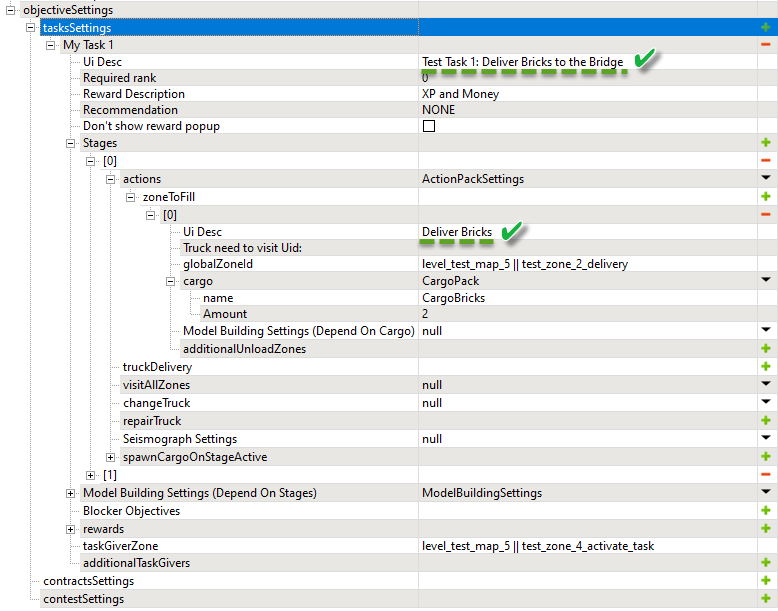 objectiveSettings
tasksSettings
My Task 1
Ui Desc Test Task 1: Deliver Bricks to the Bridge
Required rank 0
Reward Description XP and Money
Recommendation NONE
Don't show reward popup
Stages
[0]
actions ActionPackSettings
zoneToFill
[0]
Ui Desc Deliver Bricks
Truck need to visit Uid:
globalZoneId level_test_map_5 || test_zone_2_delivery
cargo CargoPack
name CargoBricks
Amount 2
Model Building Settings (Depend On Cargo) null
additionalUnloadZones
truckDelivery
visitAllZones null
changeTruck null
repairTruck
Seismograph Settings null
spawnCargoOnStageActive
[1]
Model Building Settings (Depend On Stages) ModelBuildingSettings
Blocker Objectives
rewards
taskGiverZone level_test_map_5 || test_zone_4_activate_task
additionalTaskGivers
contractsSettings
contestSettings